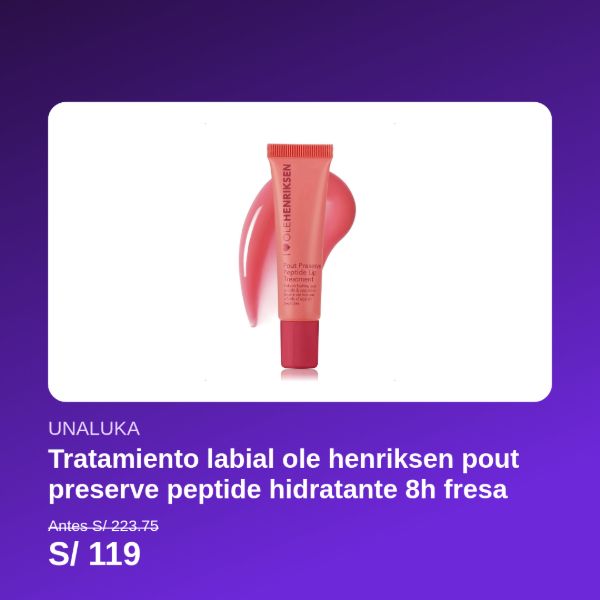 OLEHENRIKSEN
Pout Preserve
Peptide Lip
Treatment
UNALUKA
Tratamiento labial ole henriksen pout
preserve peptide hidratante 8h fresa
Antes S/ 223.75
S/ 119